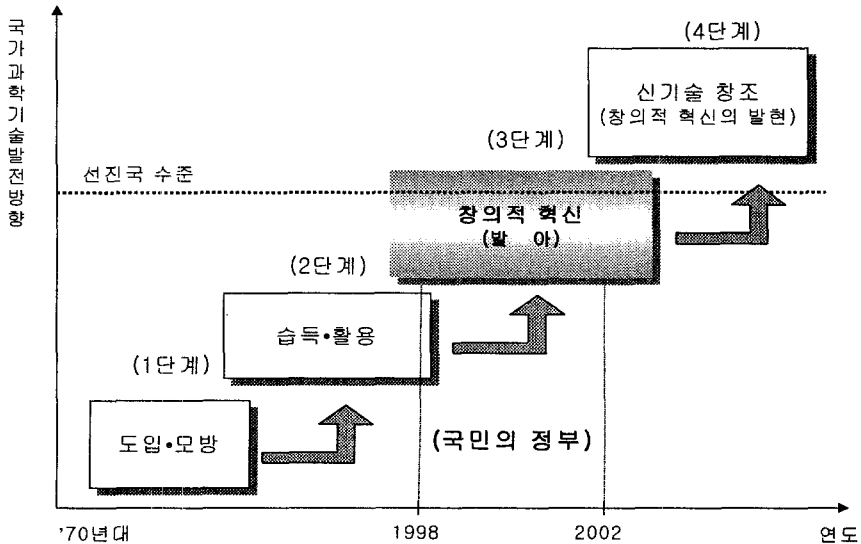 국가과학기술발전방향
(4단계)
신기술 창조
(창의적 혁신의 발현)
(3단계)
선진국 수준
창의적 혁신
(발 아)
(2단계)
습득•활용
(1단계)
도입•모방
(국민의 정부)
'70년대
1998
2002
연도